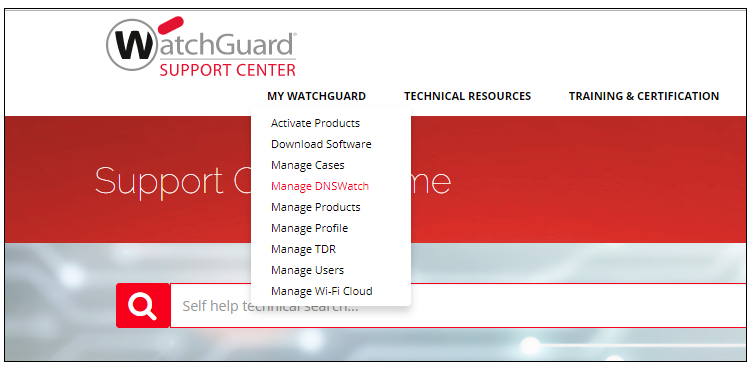 WatchGuard
SUPPORT CENTER
MY WATCHGUARD TECHNICAL RESOURCES TRAINING & CERTIFICATION
Activate Products
Download Software
Manage Cases
Manage DNSWatch
Manage Products
Manage Profile
Manage TDR
Manage Users
Manage Wi-Fi Cloud
Support C me
Self help technical search...